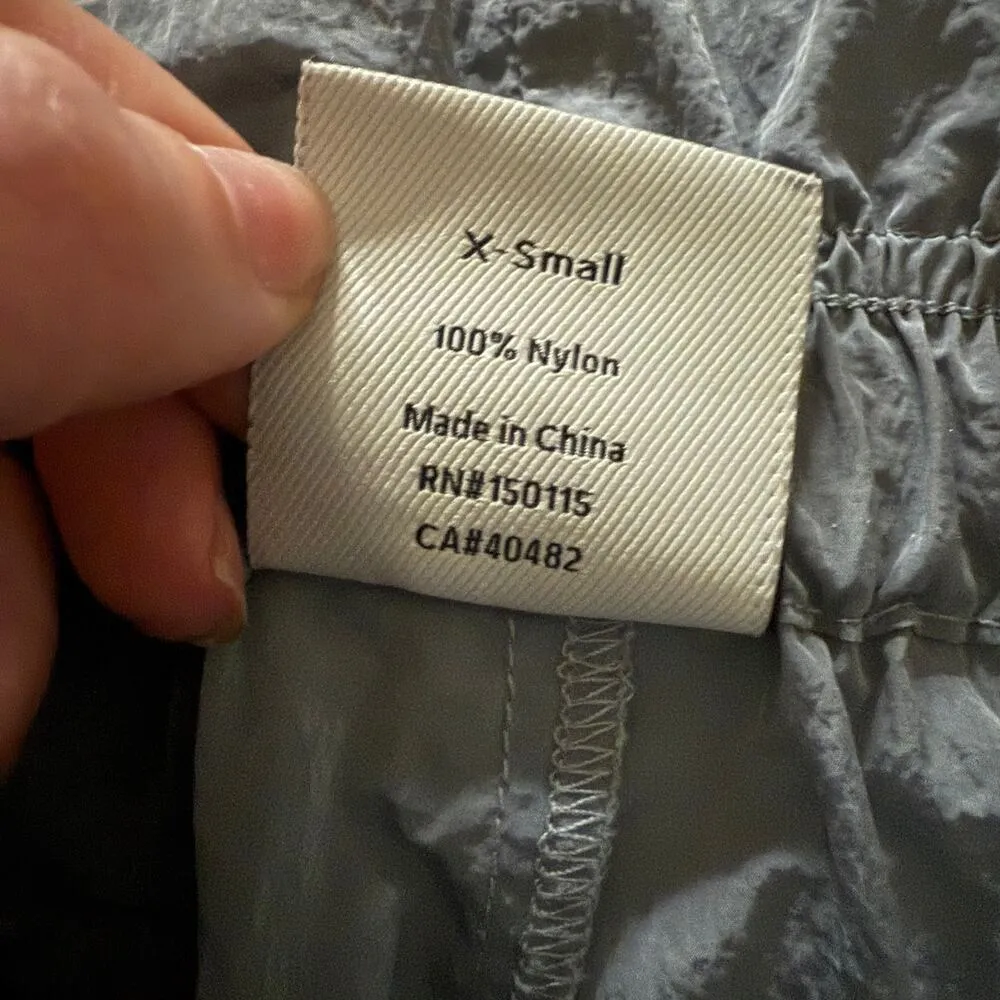 X-Small
100% Nylon
Made in China
RN#150115
CA#40482